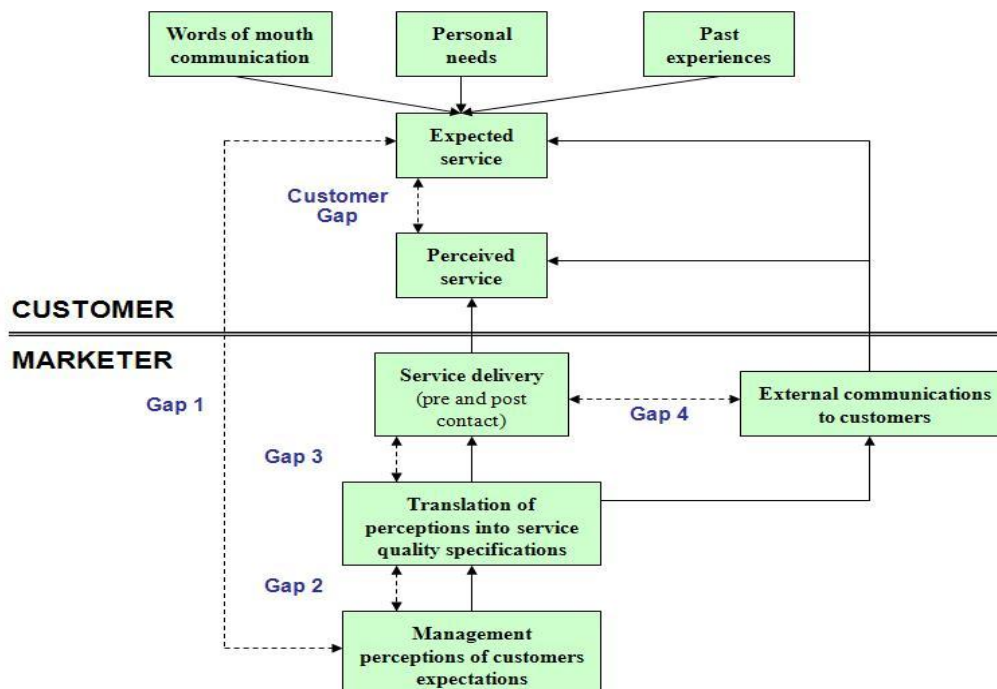 Words of mouth
communication
Personal
needs
Past
experiences
Expected
service
Customer
Gap
Perceived
service
CUSTOMER
MARKETER
Service delivery
(pre and post
contact)
External communications
to customers
Gap 1
Gap 4
Gap 3
Translation of
perceptions into service
quality specifications
Gap 2
Management
perceptions of customers
expectations